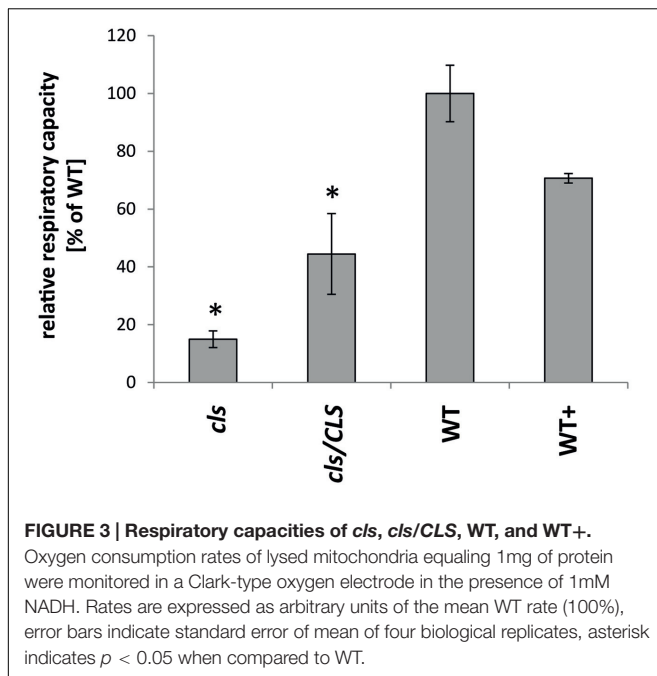 relative respiratory capacity
[% of WT]
120
100
80
60
40
20
0
*
*
cls
cls/CLS
WT
WT+
FIGURE 3 | Respiratory capacities of cls, cls/CLS, WT, and WT+.
Oxygen consumption rates of lysed mitochondria equaling 1mg of protein
were monitored in a Clark-type oxygen electrode in the presence of 1mM
NADH. Rates are expressed as arbitrary units of the mean WT rate (100%),
error bars indicate standard error of mean of four biological replicates, asterisk
indicates p < 0.05 when compared to WT.